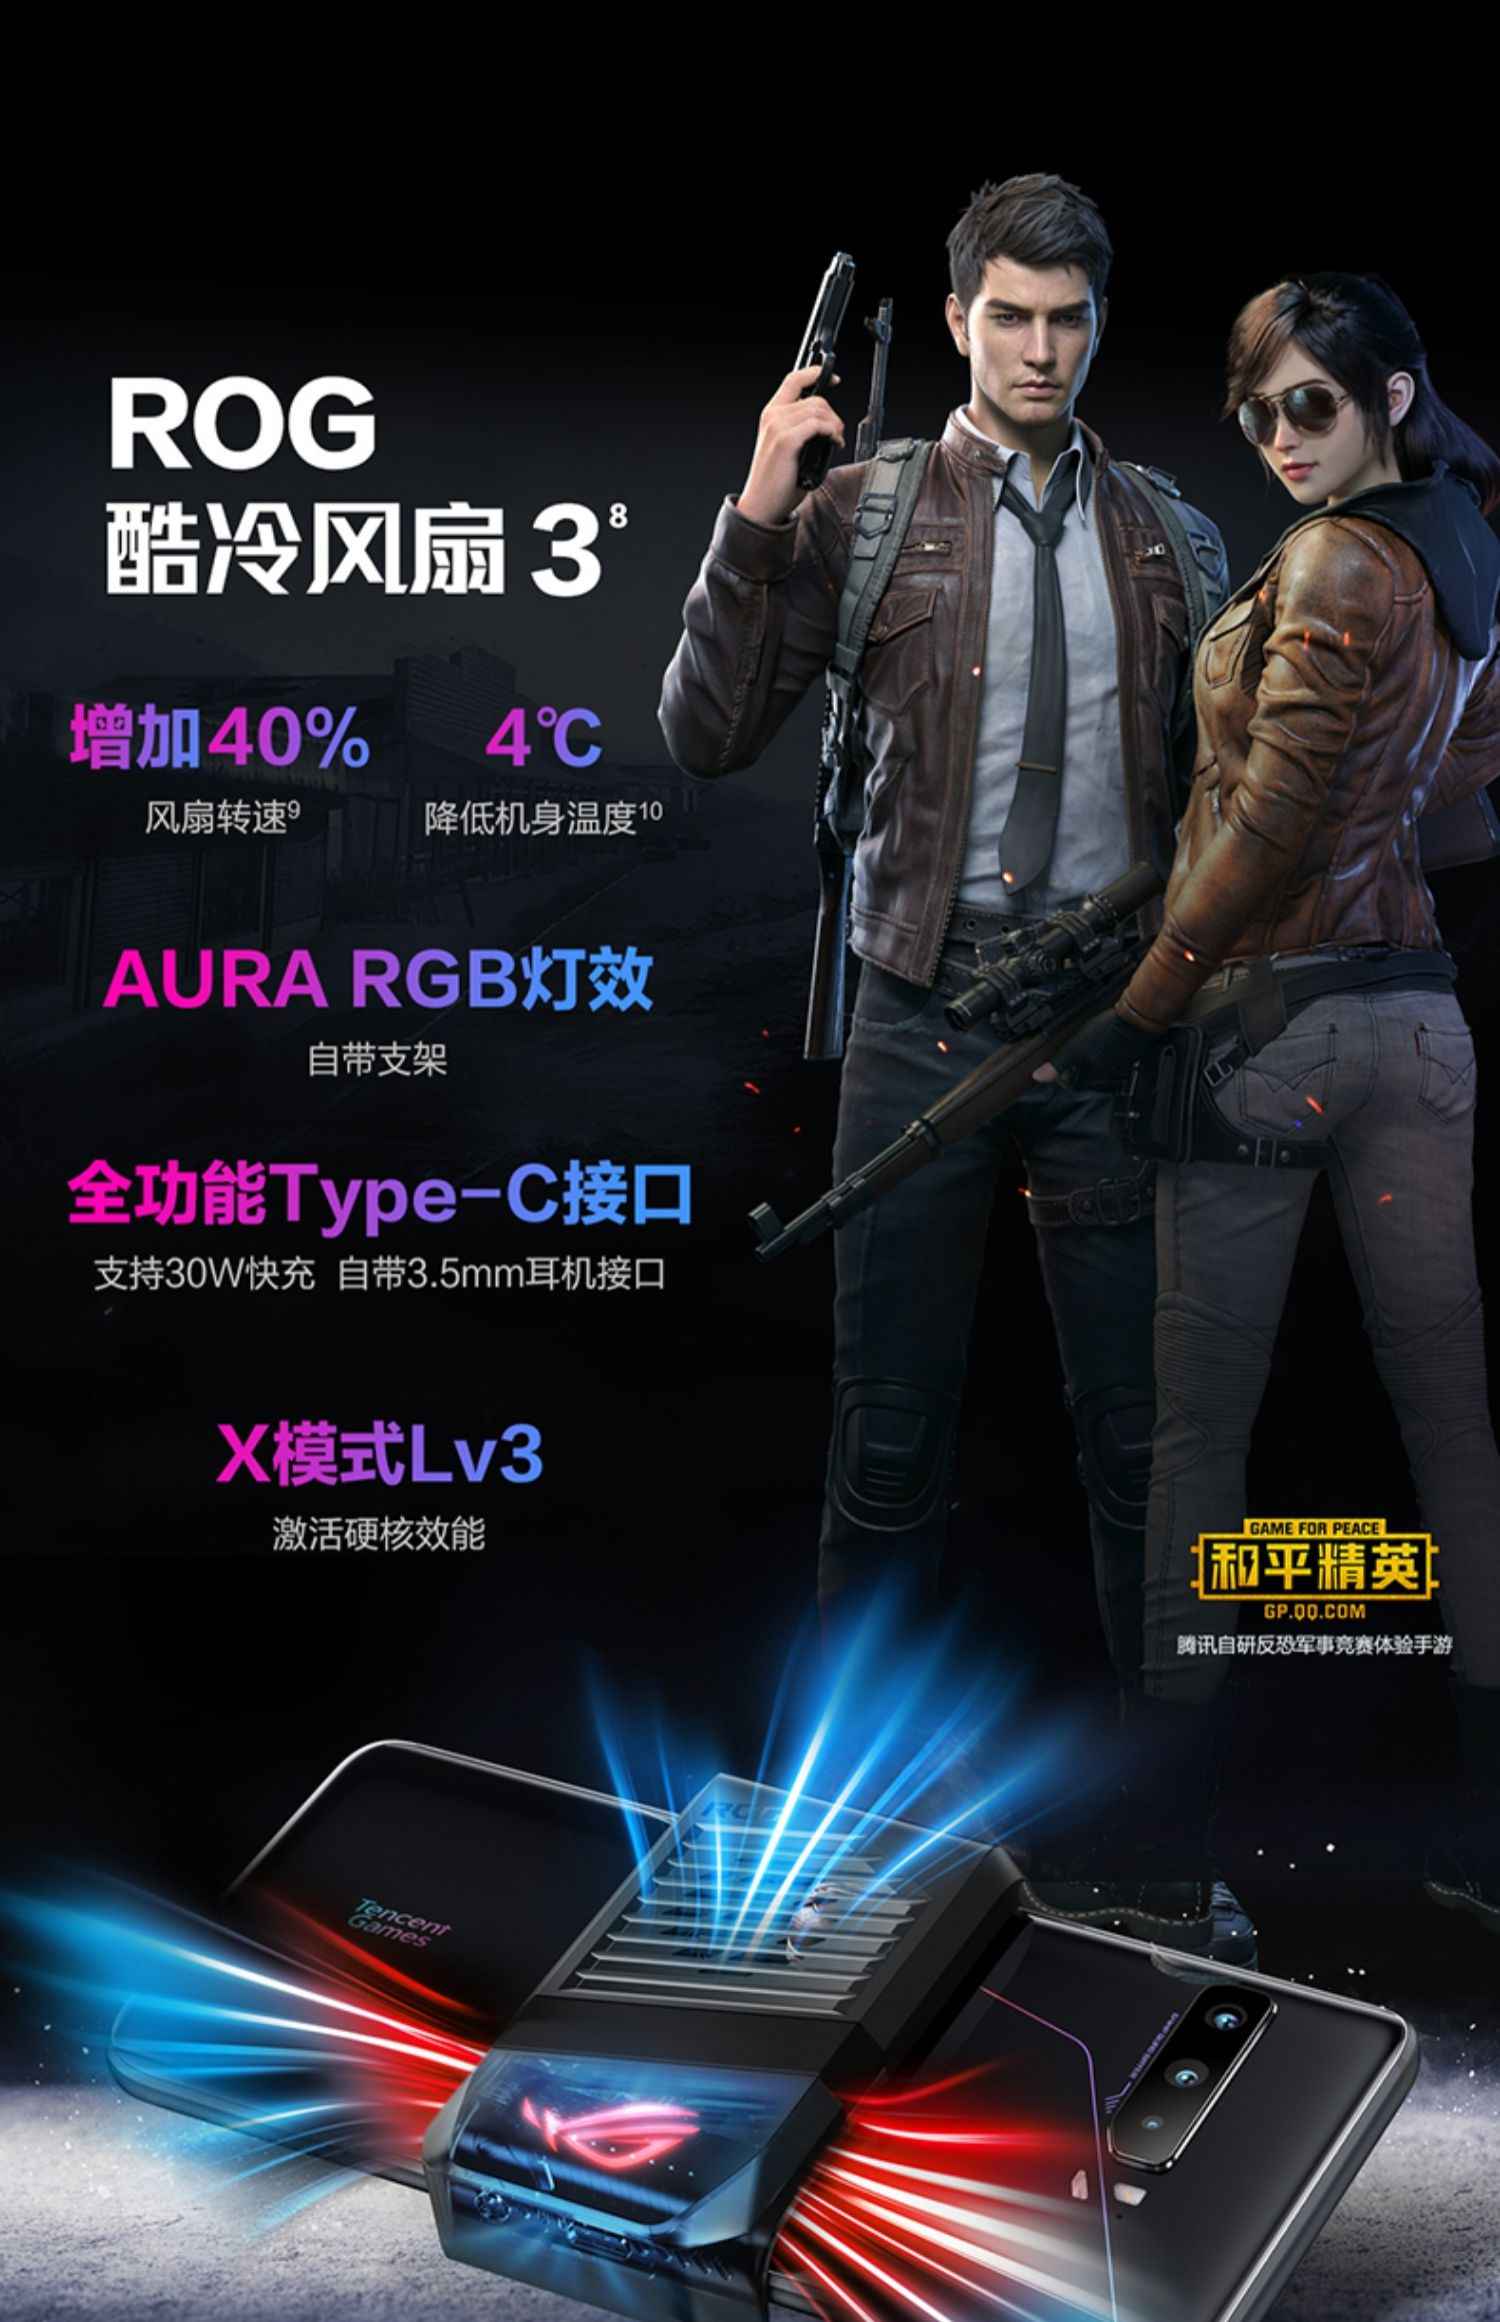 ROG
酷冷风扇 3⁸
增加40% 4℃
风扇转速⁹ 降低机身温度¹⁰
AURA RGB灯效
自带支架
全功能Type-C接口
支持30W快充 自带3.5mm耳机接口
X模式Lv3
激活硬核效能
GAME FOR PEACE
和平精英
GP.QQ.COM
腾讯自研反恐军事竞赛体验手游
ROG
Tencent
Games